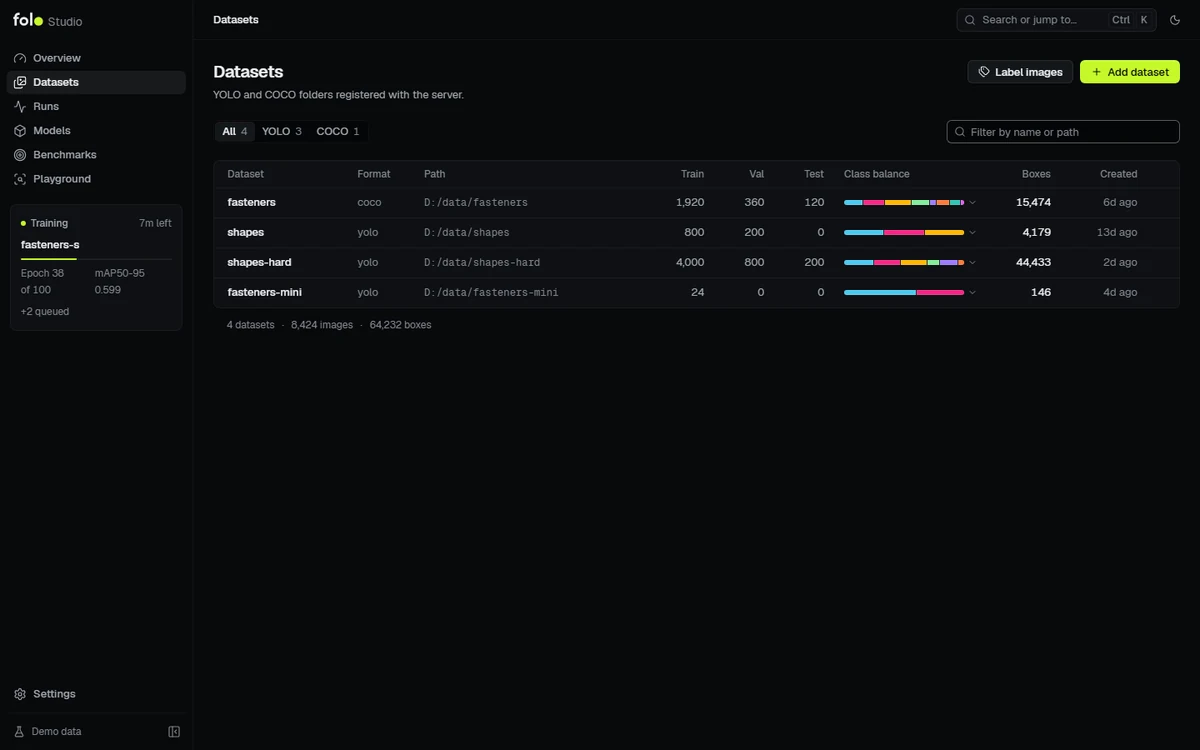 folo Studio
Overview
Datasets
Runs
Models
Benchmarks
Playground
Training 7m left
fasteners-s
Epoch 38 of 100
mAP50-95 0.599
+2 queued
Settings
Demo data
Datasets
Search or jump to... Ctrl K
Datasets
YOLO and COCO folders registered with the server.
Label images
Add dataset
All 4 YOLO 3 COCO 1
Filter by name or path
Dataset Format Path Train Val Test Class balance Boxes Created
fasteners coco D:/data/fasteners 1,920 360 120 15,474 6d ago
shapes yolo D:/data/shapes 800 200 0 4,179 13d ago
shapes-hard yolo D:/data/shapes-hard 4,000 800 200 44,433 2d ago
fasteners-mini yolo D:/data/fasteners-mini 24 0 0 146 4d ago
4 datasets · 8,424 images · 64,232 boxes